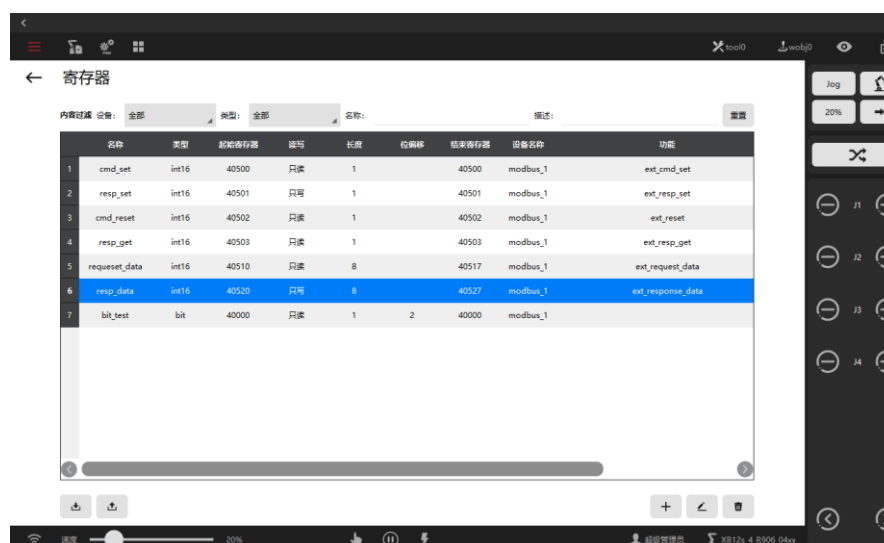 tool0 wobj0
寄存器
Jog
内容过滤 设备: 全部 类型: 全部 名称: 描述: 重置
20%
名称 类型 起始寄存器 读写 长度 位偏移 结束寄存器 设备名称 功能
1 cmd_set int16 40500 只读 1 40500 modbus_1 ext_cmd_set
2 resp_set int16 40501 只写 1 40501 modbus_1 ext_resp_set
3 cmd_reset int16 40502 只读 1 40502 modbus_1 ext_reset
4 resp_get int16 40503 只读 1 40503 modbus_1 ext_resp_get
5 requeset_data int16 40510 只读 8 40517 modbus_1 ext_request_data
6 resp_data int16 40520 只写 8 40527 modbus_1 ext_response_data
7 bit_test bit 40000 只读 1 2 40000 modbus_1
J1
J2
J3
J4
速度 20% 超级管理员 XB12s_4_R906_04xx